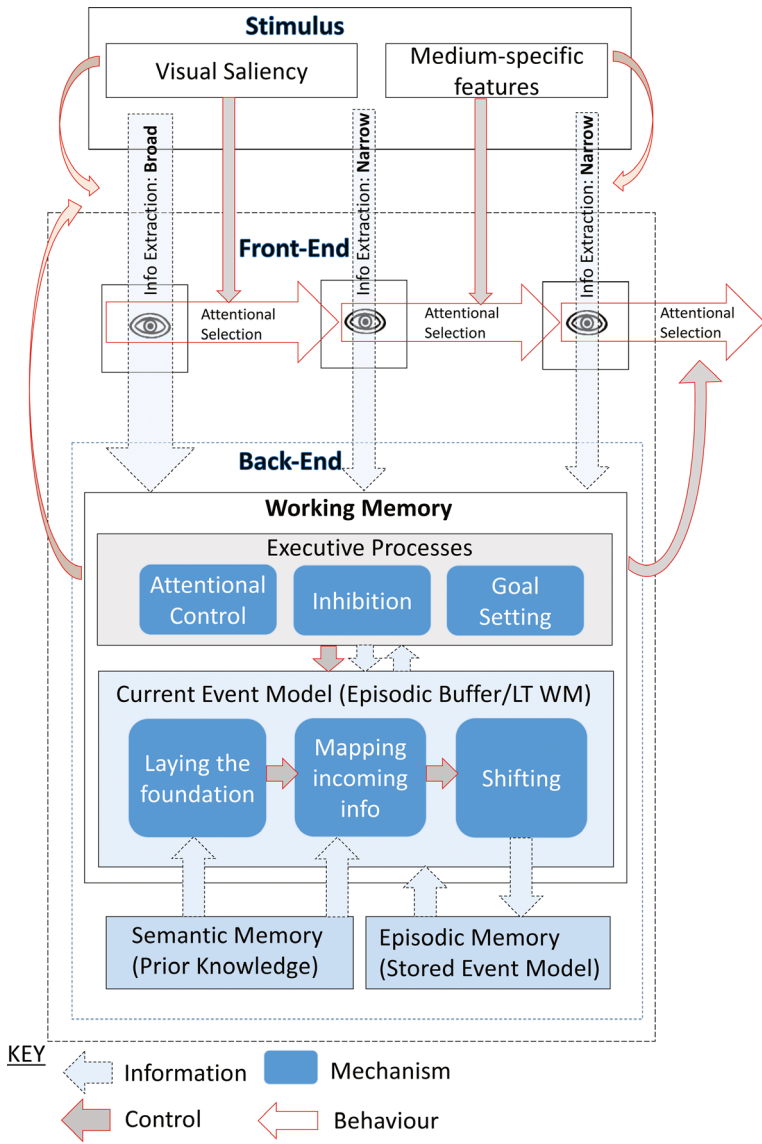 Stimulus
Visual Saliency
Medium-specific
features
Info Extraction: Broad
Info Extraction: Narrow
Info Extraction: Narrow
Front-End
Attentional
Selection
Attentional
Selection
Attentional
Selection
Back-End
Working Memory
Executive Processes
Attentional
Control
Inhibition
Goal
Setting
Current Event Model (Episodic Buffer/LT WM)
Laying the
foundation
Mapping
incoming
info
Shifting
Semantic Memory
(Prior Knowledge)
Episodic Memory
(Stored Event Model)
KEY
Information
Mechanism
Control
Behaviour